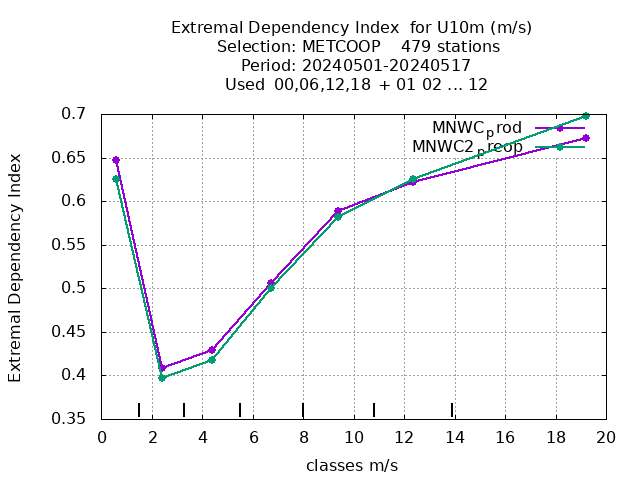 Extremal Dependency Index for U10m (m/s)
Selection: METCOOP 479 stations
Period: 20240501-20240517
Used 00,06,12,18 + 01 02 ... 12
0.7
0.65
0.6
0.55
0.5
0.45
0.4
0.35
Extremal Dependency Index
MNWCprod
MNWC2preop
0 2 4 6 8 10 12 14 16 18 20
classes m/s